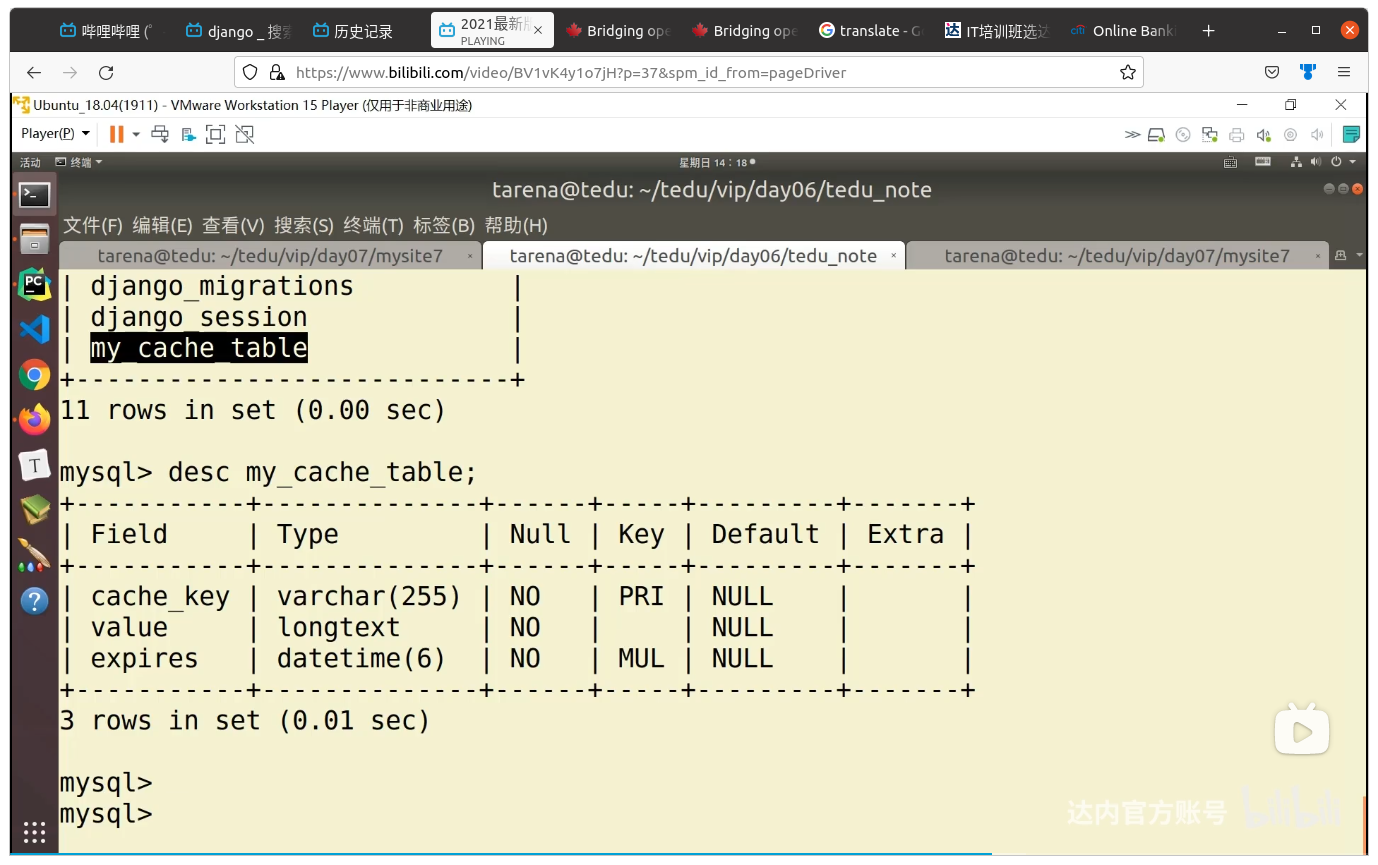 哔哩哔哩 (
django _ 搜
历史记录
2021最新
PLAYING
Bridging ope
Bridging ope
translate - G
IT培训班选达
Online Bank
https://www.bilibili.com/video/BV1vK4y1o7jH?p=37&spm_id_from=pageDriver
Ubuntu_18.04(1911) - VMware Workstation 15 Player (仅用于非商业用途)
Player(P)
活动 终端 星期日 14：18
tarena@tedu: ~/tedu/vip/day06/tedu_note
文件(F) 编辑(E) 查看(V) 搜索(S) 终端(T) 标签(B) 帮助(H)
tarena@tedu: ~/tedu/vip/day07/mysite7 × tarena@tedu: ~/tedu/vip/day06/tedu_note × tarena@tedu: ~/tedu/vip/day07/mysite7 ×
| django_migrations          |
| django_session             |
| my_cache_table             |
+----------------------------+
11 rows in set (0.00 sec)
mysql> desc my_cache_table;
+-----------+--------------+------+-----+---------+-------+
| Field     | Type         | Null | Key | Default | Extra |
+-----------+--------------+------+-----+---------+-------+
| cache_key | varchar(255) | NO   | PRI | NULL    |       |
| value     | longtext     | NO   |     | NULL    |       |
| expires   | datetime(6)  | NO   | MUL | NULL    |       |
+-----------+--------------+------+-----+---------+-------+
3 rows in set (0.01 sec)
mysql>
mysql>
达内官方账号 bilibili